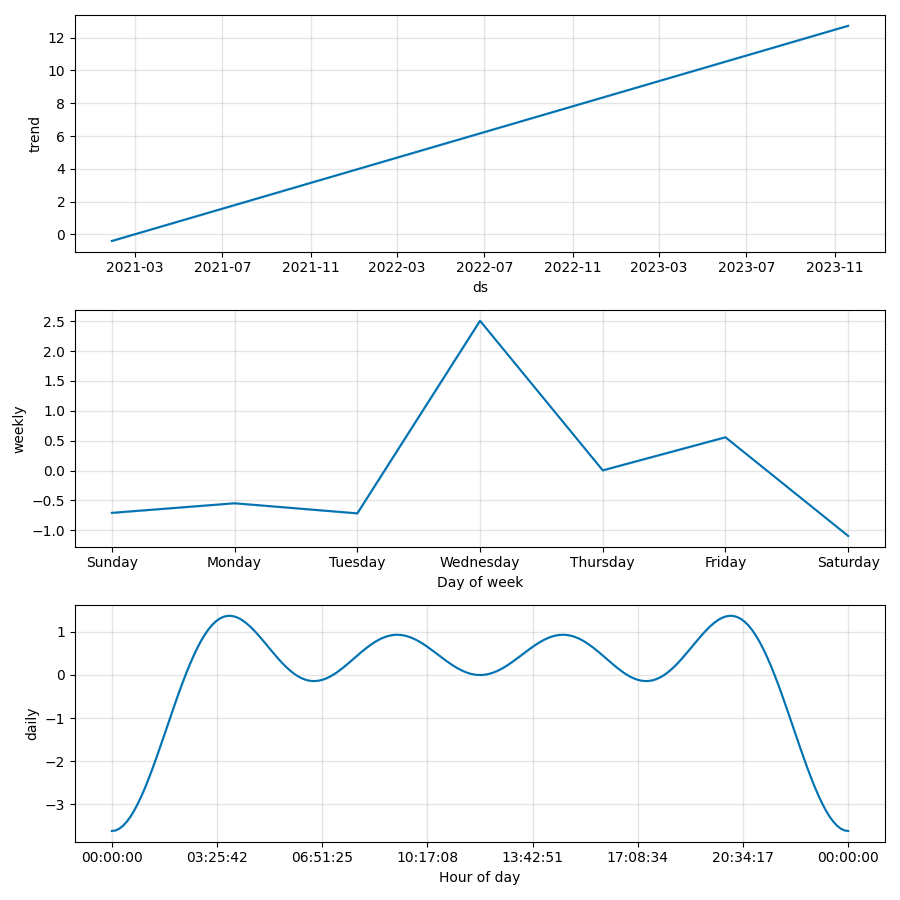 12
10
8
6
4
2
0
trend
2021-03 2021-07 2021-11 2022-03 2022-07 2022-11 2023-03 2023-07 2023-11
ds
2.5
2.0
1.5
1.0
0.5
0.0
−0.5
−1.0
weekly
Sunday Monday Tuesday Wednesday Thursday Friday Saturday
Day of week
1
0
−1
−2
−3
daily
00:00:00 03:25:42 06:51:25 10:17:08 13:42:51 17:08:34 20:34:17 00:00:00
Hour of day